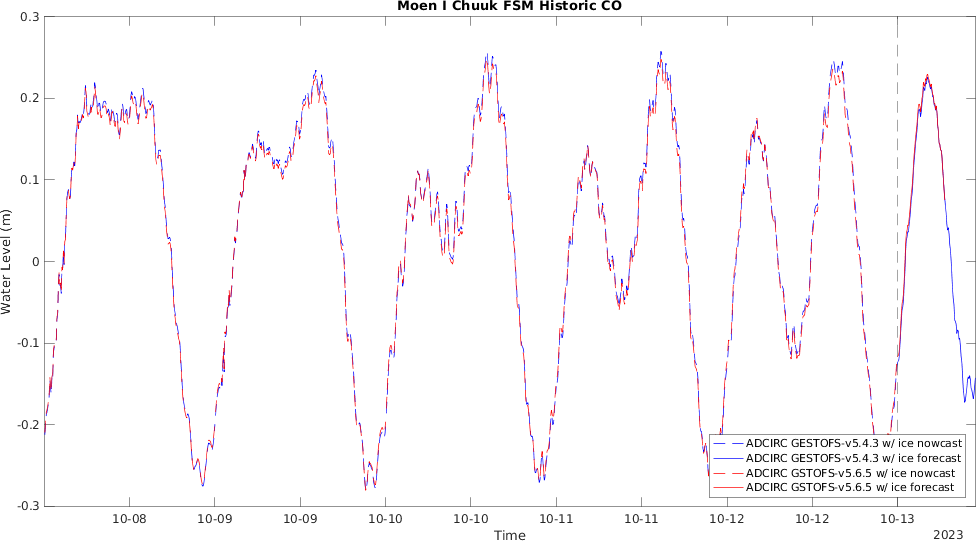 Moen I Chuuk FSM Historic CO
0.3
0.2
0.1
0
-0.1
-0.2
-0.3
Water Level (m)
ADCIRC GESTOFS-v5.4.3 w/ ice nowcast
ADCIRC GESTOFS-v5.4.3 w/ ice forecast
ADCIRC GSTOFS-v5.6.5 w/ ice nowcast
ADCIRC GSTOFS-v5.6.5 w/ ice forecast
10-08 10-09 10-09 10-10 10-10 10-11 10-11 10-12 10-12 10-13
Time
2023